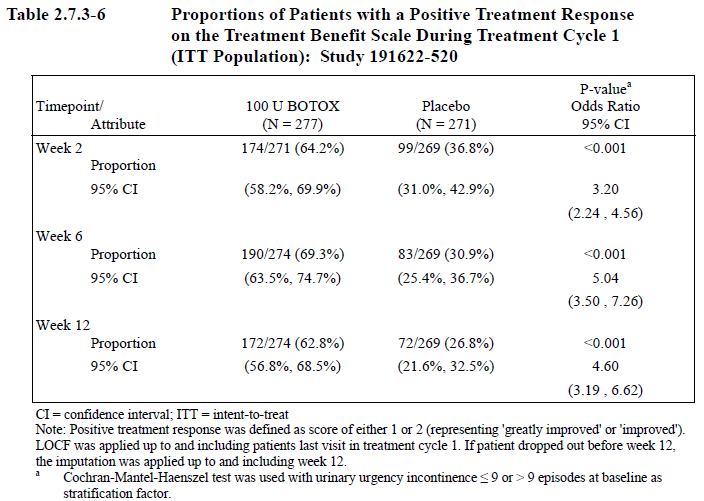 Table 2.7.3-6 Proportions of Patients with a Positive Treatment Response
on the Treatment Benefit Scale During Treatment Cycle 1
(ITT Population): Study 191622-520
P-valueᵃ
Timepoint/ 100 U BOTOX Placebo Odds Ratio
Attribute (N = 277) (N = 271) 95% CI
Week 2 174/271 (64.2%) 99/269 (36.8%) <0.001
Proportion
95% CI (58.2%, 69.9%) (31.0%, 42.9%) 3.20
(2.24 , 4.56)
Week 6
Proportion 190/274 (69.3%) 83/269 (30.9%) <0.001
95% CI (63.5%, 74.7%) (25.4%, 36.7%) 5.04
(3.50 , 7.26)
Week 12
Proportion 172/274 (62.8%) 72/269 (26.8%) <0.001
95% CI (56.8%, 68.5%) (21.6%, 32.5%) 4.60
(3.19 , 6.62)
CI = confidence interval; ITT = intent-to-treat
Note: Positive treatment response was defined as score of either 1 or 2 (representing 'greatly improved' or 'improved').
LOCF was applied up to and including patients last visit in treatment cycle 1. If patient dropped out before week 12,
the imputation was applied up to and including week 12.
ᵃ Cochran-Mantel-Haenszel test was used with urinary urgency incontinence ≤ 9 or > 9 episodes at baseline as
stratification factor.